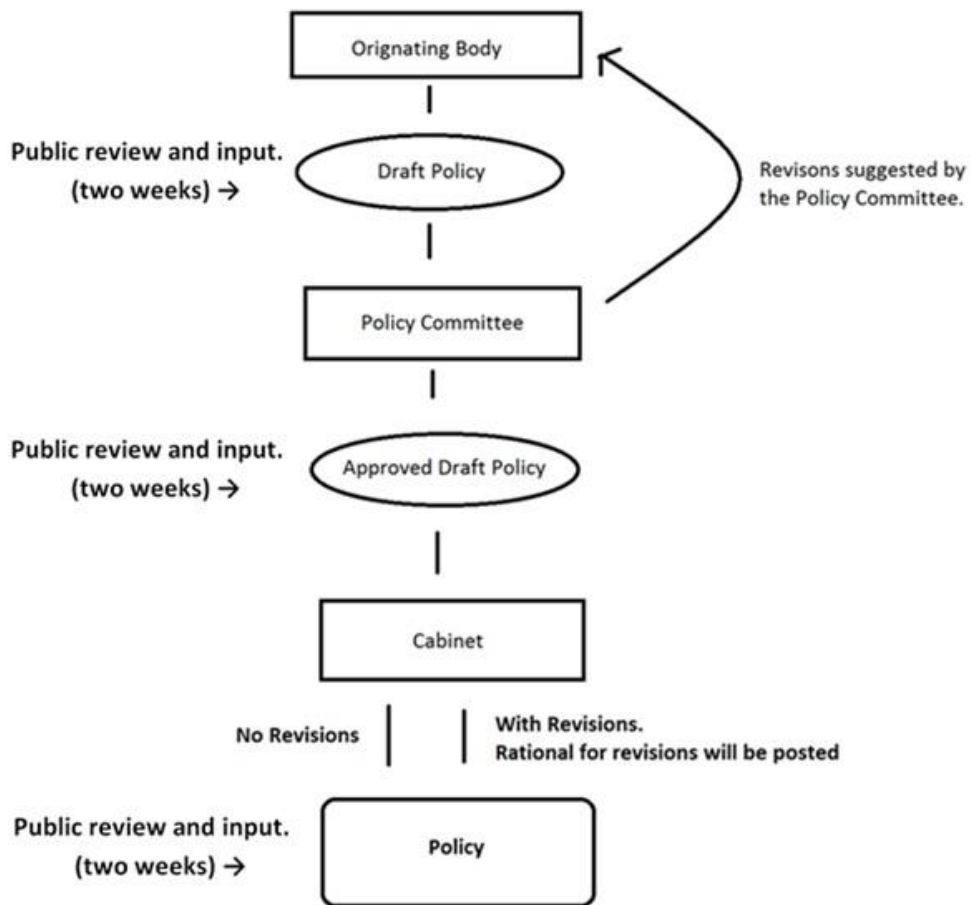 Orignating Body
Public review and input.
(two weeks) →
Draft Policy
Revisons suggested by
the Policy Committee.
Policy Committee
Public review and input.
(two weeks) →
Approved Draft Policy
Cabinet
No Revisions
With Revisions.
Rational for revisions will be posted
Public review and input.
(two weeks) →
Policy